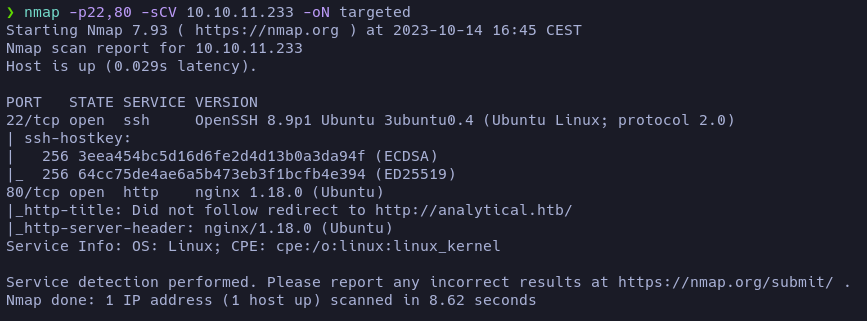 ❯ nmap -p22,80 -sCV 10.10.11.233 -oN targeted
Starting Nmap 7.93 ( https://nmap.org ) at 2023-10-14 16:45 CEST
Nmap scan report for 10.10.11.233
Host is up (0.029s latency).
PORT   STATE SERVICE VERSION
22/tcp open  ssh     OpenSSH 8.9p1 Ubuntu 3ubuntu0.4 (Ubuntu Linux; protocol 2.0)
| ssh-hostkey:
|   256 3eea454bc5d16d6fe2d4d13b0a3da94f (ECDSA)
|_  256 64cc75de4ae6a5b473eb3f1bcfb4e394 (ED25519)
80/tcp open  http    nginx 1.18.0 (Ubuntu)
|_http-title: Did not follow redirect to http://analytical.htb/
|_http-server-header: nginx/1.18.0 (Ubuntu)
Service Info: OS: Linux; CPE: cpe:/o:linux:linux_kernel
Service detection performed. Please report any incorrect results at https://nmap.org/submit/ .
Nmap done: 1 IP address (1 host up) scanned in 8.62 seconds